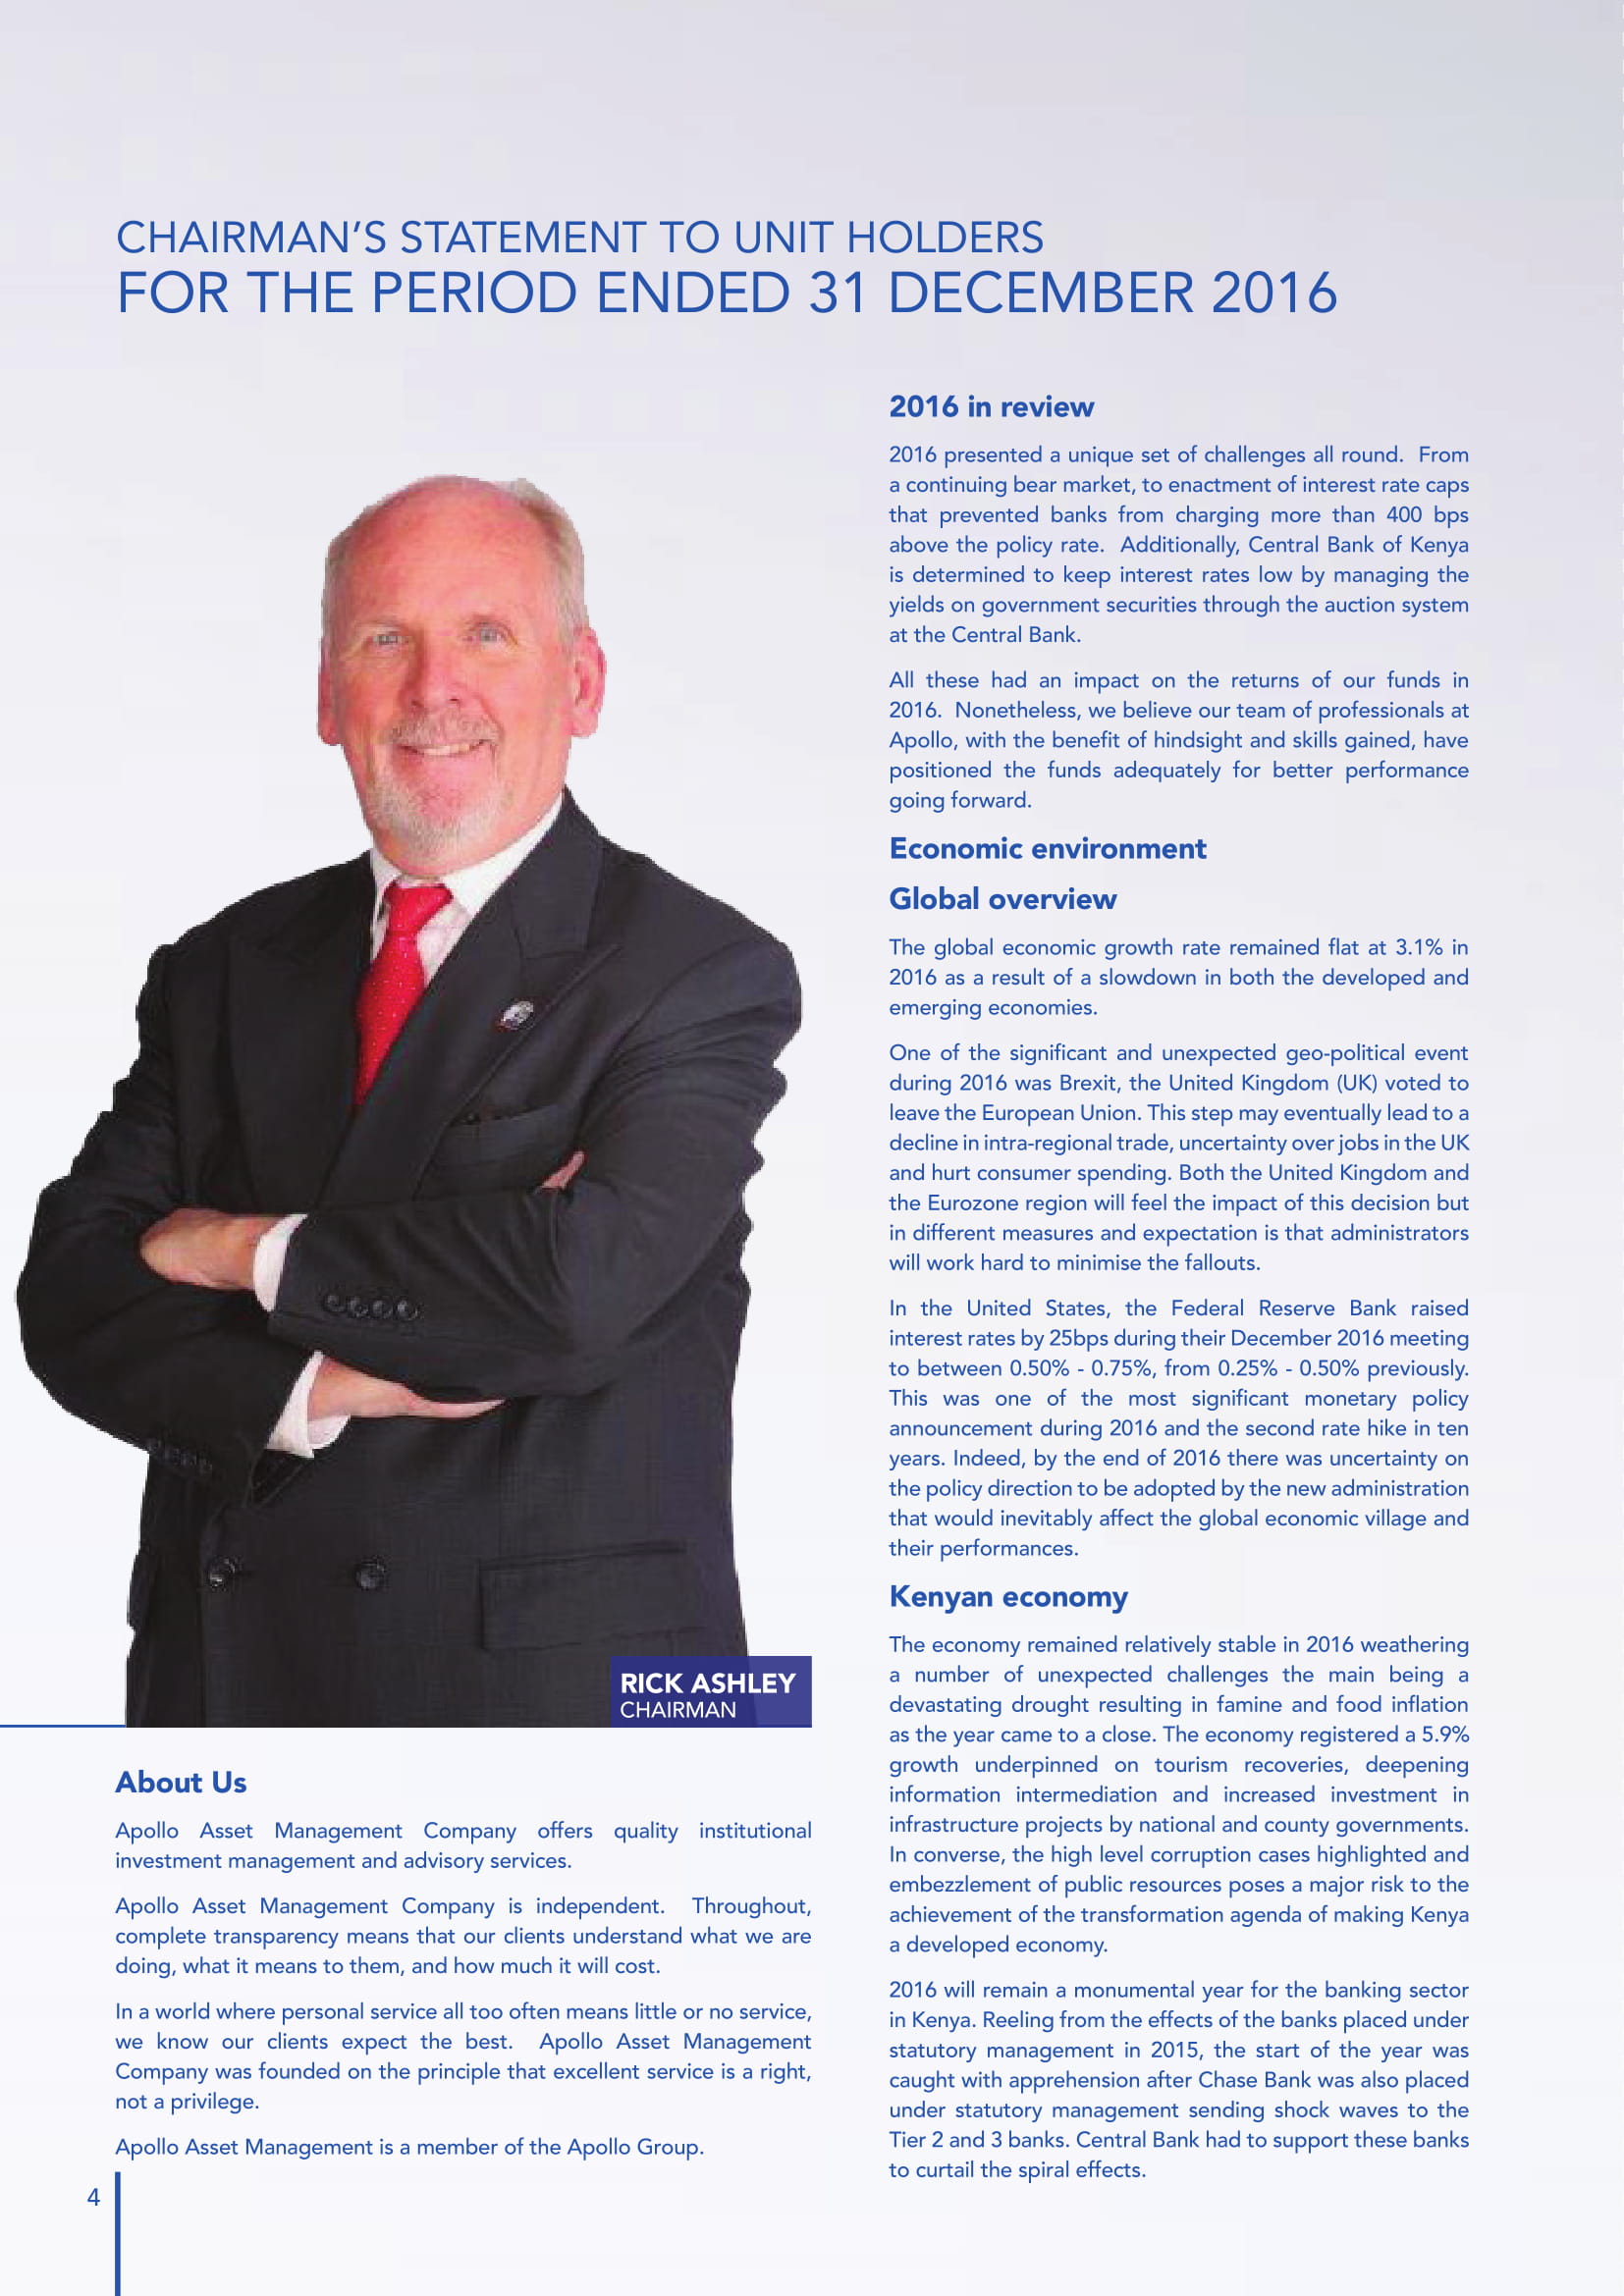 CHAIRMAN’S STATEMENT TO UNIT HOLDERS
FOR THE PERIOD ENDED 31 DECEMBER 2016
RICK ASHLEY
CHAIRMAN
About Us
Apollo Asset Management Company offers quality institutional
investment management and advisory services.
Apollo Asset Management Company is independent. Throughout,
complete transparency means that our clients understand what we are
doing, what it means to them, and how much it will cost.
In a world where personal service all too often means little or no service,
we know our clients expect the best. Apollo Asset Management
Company was founded on the principle that excellent service is a right,
not a privilege.
Apollo Asset Management is a member of the Apollo Group.
2016 in review
2016 presented a unique set of challenges all round. From
a continuing bear market, to enactment of interest rate caps
that prevented banks from charging more than 400 bps
above the policy rate. Additionally, Central Bank of Kenya
is determined to keep interest rates low by managing the
yields on government securities through the auction system
at the Central Bank.
All these had an impact on the returns of our funds in
2016. Nonetheless, we believe our team of professionals at
Apollo, with the benefit of hindsight and skills gained, have
positioned the funds adequately for better performance
going forward.
Economic environment
Global overview
The global economic growth rate remained flat at 3.1% in
2016 as a result of a slowdown in both the developed and
emerging economies.
One of the significant and unexpected geo-political event
during 2016 was Brexit, the United Kingdom (UK) voted to
leave the European Union. This step may eventually lead to a
decline in intra-regional trade, uncertainty over jobs in the UK
and hurt consumer spending. Both the United Kingdom and
the Eurozone region will feel the impact of this decision but
in different measures and expectation is that administrators
will work hard to minimise the fallouts.
In the United States, the Federal Reserve Bank raised
interest rates by 25bps during their December 2016 meeting
to between 0.50% - 0.75%, from 0.25% - 0.50% previously.
This was one of the most significant monetary policy
announcement during 2016 and the second rate hike in ten
years. Indeed, by the end of 2016 there was uncertainty on
the policy direction to be adopted by the new administration
that would inevitably affect the global economic village and
their performances.
Kenyan economy
The economy remained relatively stable in 2016 weathering
a number of unexpected challenges the main being a
devastating drought resulting in famine and food inflation
as the year came to a close. The economy registered a 5.9%
growth underpinned on tourism recoveries, deepening
information intermediation and increased investment in
infrastructure projects by national and county governments.
In converse, the high level corruption cases highlighted and
embezzlement of public resources poses a major risk to the
achievement of the transformation agenda of making Kenya
a developed economy.
2016 will remain a monumental year for the banking sector
in Kenya. Reeling from the effects of the banks placed under
statutory management in 2015, the start of the year was
caught with apprehension after Chase Bank was also placed
under statutory management sending shock waves to the
Tier 2 and 3 banks. Central Bank had to support these banks
to curtail the spiral effects.
4